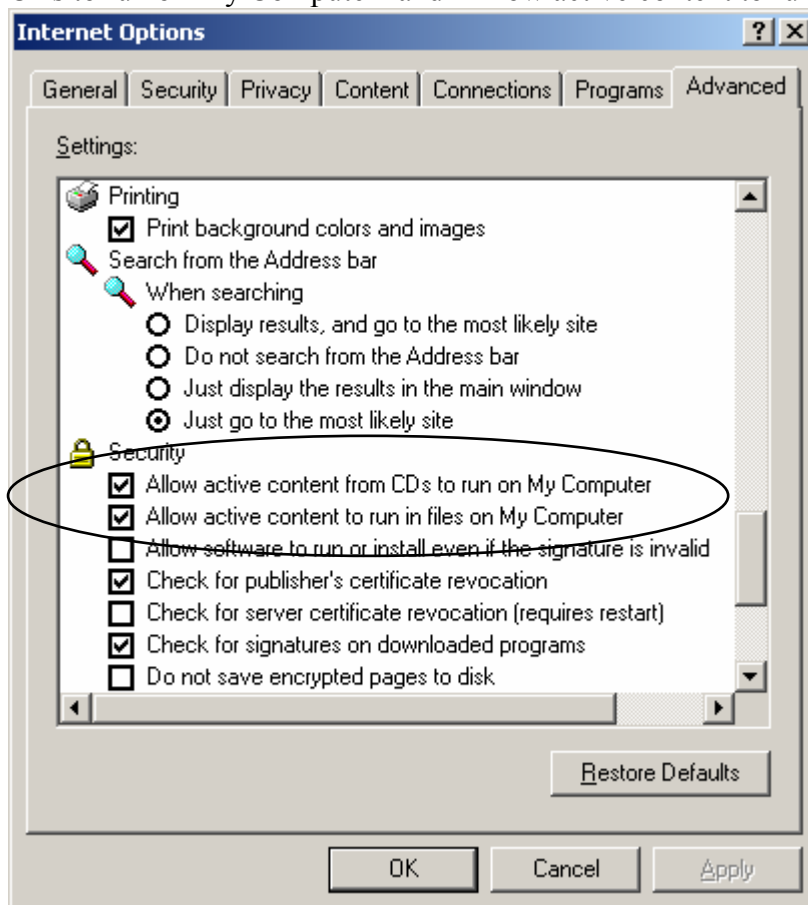 Internet Options
General Security Privacy Content Connections Programs Advanced
Settings:
Printing
Print background colors and images
Search from the Address bar
When searching
Display results, and go to the most likely site
Do not search from the Address bar
Just display the results in the main window
Just go to the most likely site
Security
Allow active content from CDs to run on My Computer
Allow active content to run in files on My Computer
Allow software to run or install even if the signature is invalid
Check for publisher's certificate revocation
Check for server certificate revocation (requires restart)
Check for signatures on downloaded programs
Do not save encrypted pages to disk
Restore Defaults
OK Cancel Apply